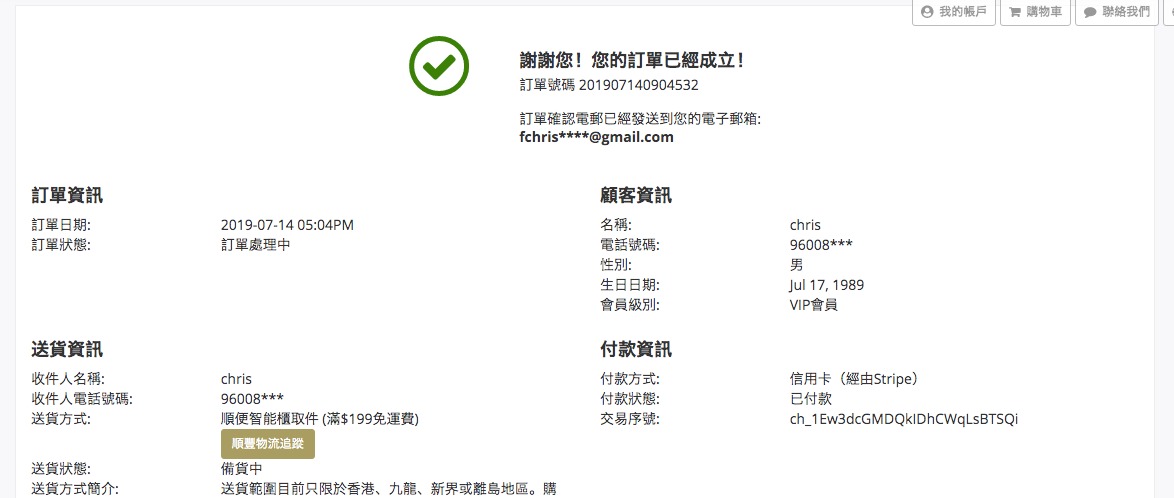 我的帳戶
購物車
聯絡我們
謝謝您！您的訂單已經成立！
訂單號碼 201907140904532
訂單確認電郵已經發送到您的電子郵箱:
fchris****@gmail.com
訂單資訊
訂單日期: 2019-07-14 05:04PM
訂單狀態: 訂單處理中
顧客資訊
名稱: chris
電話號碼: 96008***
性別: 男
生日日期: Jul 17, 1989
會員級別: VIP會員
送貨資訊
收件人名稱: chris
收件人電話號碼: 96008***
送貨方式: 順便智能櫃取件 (滿$199免運費)
順豐物流追蹤
送貨狀態: 備貨中
送貨方式簡介: 送貨範圍目前只限於香港、九龍、新界或離島地區。購
付款資訊
付款方式: 信用卡（經由Stripe）
付款狀態: 已付款
交易序號: ch_1Ew3dcGMDQkIDhCWqLsBTSQi